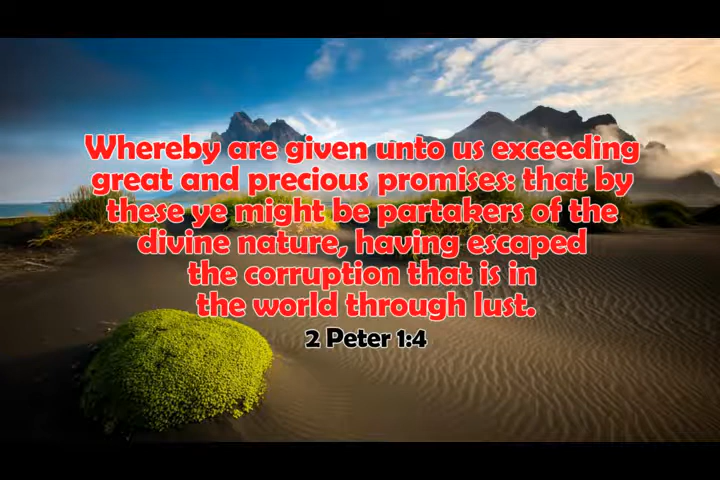 Whereby are given unto us exceeding
great and precious promises: that by
these ye might be partakers of the
divine nature, having escaped
the corruption that is in
the world through lust.
2 Peter 1:4